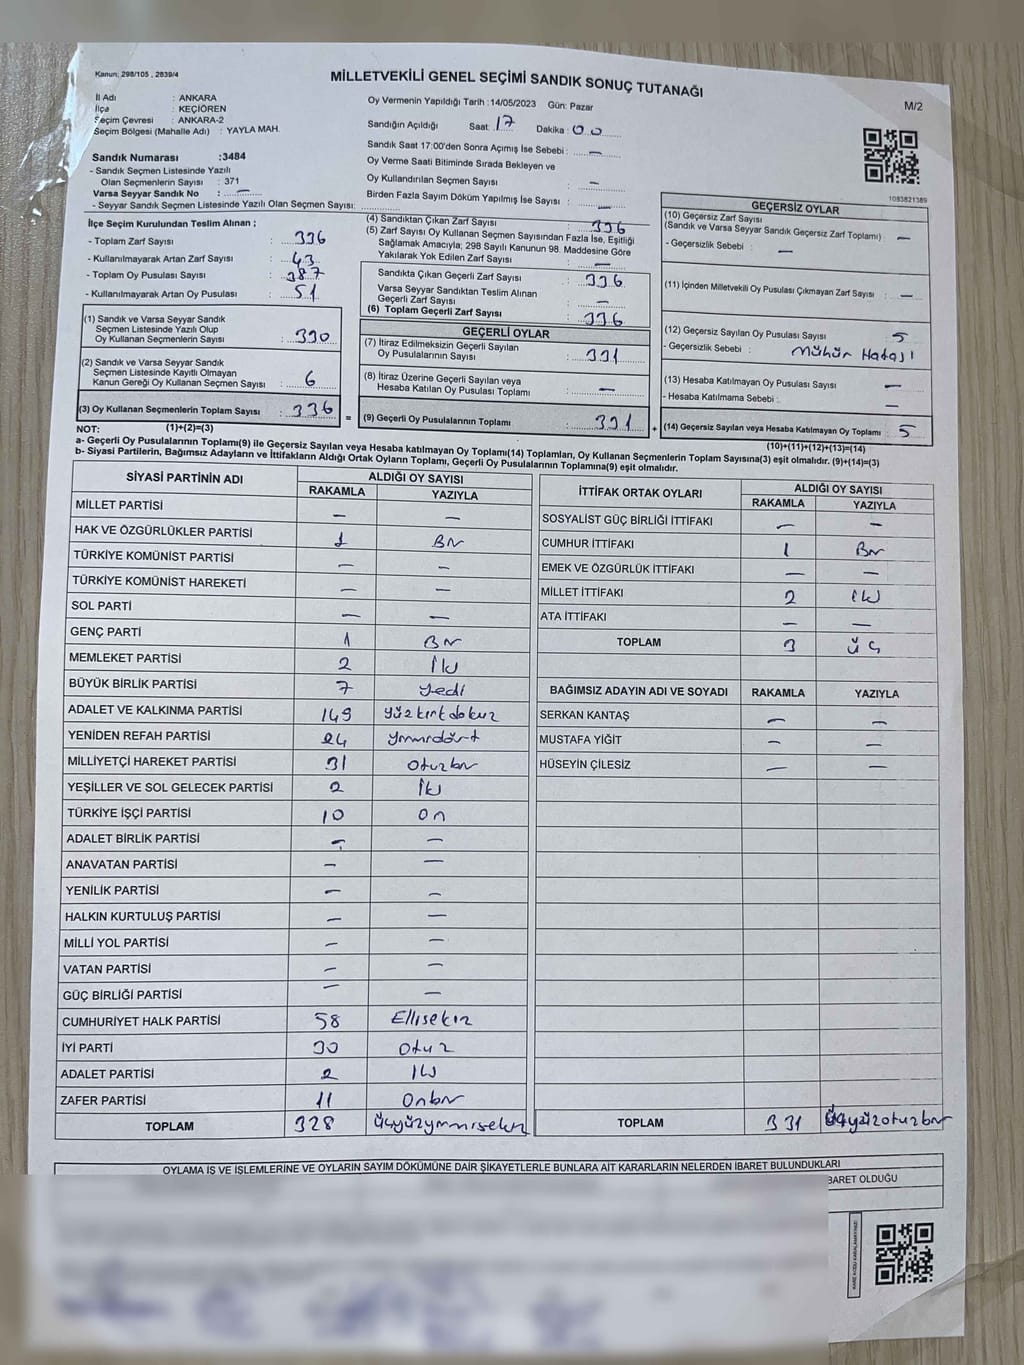 Kanun: 298/105 , 2839/4
MİLLETVEKİLİ GENEL SEÇİMİ SANDIK SONUÇ TUTANAĞI
M/2
İl Adı : ANKARA
İlçe : KEÇİÖREN
Seçim Çevresi : ANKARA-2
Seçim Bölgesi (Mahalle Adı) : YAYLA MAH.
Oy Vermenin Yapıldığı Tarih :14/05/2023 Gün: Pazar
Sandığın Açıldığı Saat: 17 Dakika : 00
Sandık Saat 17:00'den Sonra Açımış İse Sebebi : —
Oy Verme Saati Bitiminde Sırada Bekleyen ve
Oy Kullandırılan Seçmen Sayısı : —
Birden Fazla Sayım Döküm Yapılmış İse Sayısı : —
Sandık Numarası :3484
- Sandık Seçmen Listesinde Yazılı
Olan Seçmenlerin Sayısı : 371
Varsa Seyyar Sandık No : —
- Seyyar Sandık Seçmen Listesinde Yazılı Olan Seçmen Sayısı:
1083821389
İlçe Seçim Kurulundan Teslim Alınan ;
- Toplam Zarf Sayısı : 336
- Kullanılmayarak Artan Zarf Sayısı : 43
- Toplam Oy Pusulası Sayısı : 387
- Kullanılmayarak Artan Oy Pusulası : 51
(1) Sandık ve Varsa Seyyar Sandık
Seçmen Listesinde Yazılı Olup
Oy Kullanan Seçmenlerin Sayısı : 330
(2) Sandık ve Varsa Seyyar Sandık
Seçmen Listesinde Kayıtlı Olmayan
Kanun Gereği Oy Kullanan Seçmen Sayısı : 6
(3) Oy Kullanan Seçmenlerin Toplam Sayısı : 336 =
(4) Sandıktan Çıkan Zarf Sayısı : 336
(5) Zarf Sayısı Oy Kullanan Seçmen Sayısından Fazla İse, Eşitliği
Sağlamak Amacıyla; 298 Sayılı Kanunun 98. Maddesine Göre
Yakılarak Yok Edilen Zarf Sayısı : —
Sandıkta Çıkan Geçerli Zarf Sayısı : 336
Varsa Seyyar Sandıktan Teslim Alınan
Geçerli Zarf Sayısı : —
(6) Toplam Geçerli Zarf Sayısı : 336
GEÇERLİ OYLAR
(7) İtiraz Edilmeksizin Geçerli Sayılan
Oy Pusulalarının Sayısı : 331
(8) İtiraz Üzerine Geçerli Sayılan veya
Hesaba Katılan Oy Pusulası Toplamı : —
(9) Geçerli Oy Pusulalarının Toplamı : 331 +
GEÇERSİZ OYLAR
(10) Geçersiz Zarf Sayısı
(Sandık ve Varsa Seyyar Sandık Geçersiz Zarf Toplamı) : —
- Geçersizlik Sebebi : —
(11) İçinden Milletvekili Oy Pusulası Çıkmayan Zarf Sayısı : —
(12) Geçersiz Sayılan Oy Pusulası Sayısı : 5
- Geçersizlik Sebebi : Mühür Hatası
(13) Hesaba Katılmayan Oy Pusulası Sayısı : —
- Hesaba Katılmama Sebebi : —
(14) Geçersiz Sayılan veya Hesaba Katılmayan Oy Toplamı : 5
NOT: (1)+(2)=(3)
(10)+(11)+(12)+(13)=(14)
a- Geçerli Oy Pusulalarının Toplamı(9) ile Geçersiz Sayılan veya Hesaba katılmayan Oy Toplamı(14) Toplamları, Oy Kullanan Seçmenlerin Toplam Sayısına(3) eşit olmalıdır. (9)+(14)=(3)
b- Siyasi Partilerin, Bağımsız Adayların ve İttifakların Aldığı Ortak Oyların Toplamı, Geçerli Oy Pusulalarının Toplamına(9) eşit olmalıdır.
SİYASİ PARTİNİN ADI ALDIĞI OY SAYISI
RAKAMLA YAZIYLA
MİLLET PARTİSİ — —
HAK VE ÖZGÜRLÜKLER PARTİSİ 1 Bir
TÜRKİYE KOMÜNİST PARTİSİ — —
TÜRKİYE KOMÜNİST HAREKETİ — —
SOL PARTİ — —
GENÇ PARTİ 1 Bir
MEMLEKET PARTİSİ 2 İki
BÜYÜK BİRLİK PARTİSİ 7 Yedi
ADALET VE KALKINMA PARTİSİ 149 yüzkırkdokuz
YENİDEN REFAH PARTİSİ 24 yirmidört
MİLLİYETÇİ HAREKET PARTİSİ 31 otuzbir
YEŞİLLER VE SOL GELECEK PARTİSİ 2 İki
TÜRKİYE İŞÇİ PARTİSİ 10 on
ADALET BİRLİK PARTİSİ — —
ANAVATAN PARTİSİ — —
YENİLİK PARTİSİ — —
HALKIN KURTULUŞ PARTİSİ — —
MİLLİ YOL PARTİSİ — —
VATAN PARTİSİ — —
GÜÇ BİRLİĞİ PARTİSİ — —
CUMHURİYET HALK PARTİSİ 58 Ellisekiz
İYİ PARTİ 30 otuz
ADALET PARTİSİ 2 İki
ZAFER PARTİSİ 11 onbir
TOPLAM 328 üçyüzyirmisekiz
İTTİFAK ORTAK OYLARI ALDIĞI OY SAYISI
RAKAMLA YAZIYLA
SOSYALİST GÜÇ BİRLİĞİ İTTİFAKI — —
CUMHUR İTTİFAKI 1 Bir
EMEK VE ÖZGÜRLÜK İTTİFAKI — —
MİLLET İTTİFAKI 2 iki
ATA İTTİFAKI — —
TOPLAM 3 üç
BAĞIMSIZ ADAYIN ADI VE SOYADI RAKAMLA YAZIYLA
SERKAN KANTAŞ — —
MUSTAFA YİĞİT — —
HÜSEYİN ÇİLESİZ — —
TOPLAM 331 üçyüzotuzbir
OYLAMA İŞ VE İŞLEMLERİNE VE OYLARIN SAYIM DÖKÜMÜNE DAİR ŞİKAYETLERLE BUNLARA AİT KARARLARIN NELERDEN İBARET BULUNDUKLARI
BARET OLDUĞU